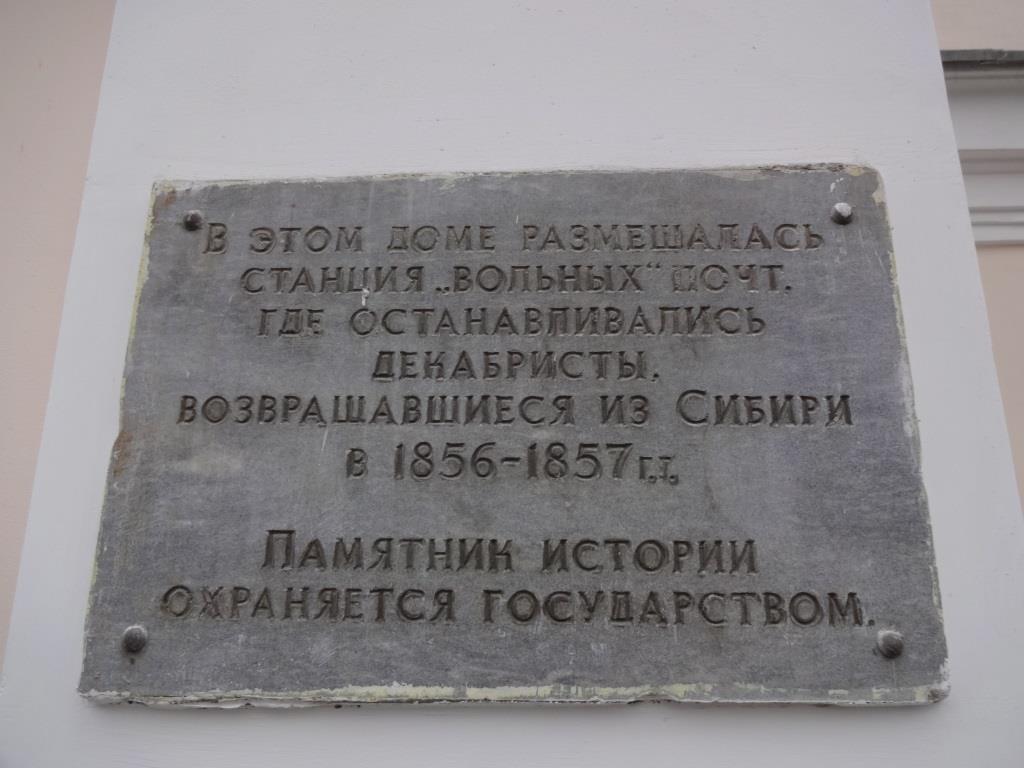 В ЭТОМ ДОМЕ РАЗМЕЩАЛАСЬ
СТАНЦИЯ „ВОЛЬНЫХ“ ПОЧТ,
ГДЕ ОСТАНАВЛИВАЛИСЬ
ДЕКАБРИСТЫ,
ВОЗВРАЩАВШИЕСЯ ИЗ СИБИРИ
В 1856-1857 г.г.
ПАМЯТНИК ИСТОРИИ
ОХРАНЯЕТСЯ ГОСУДАРСТВОМ.